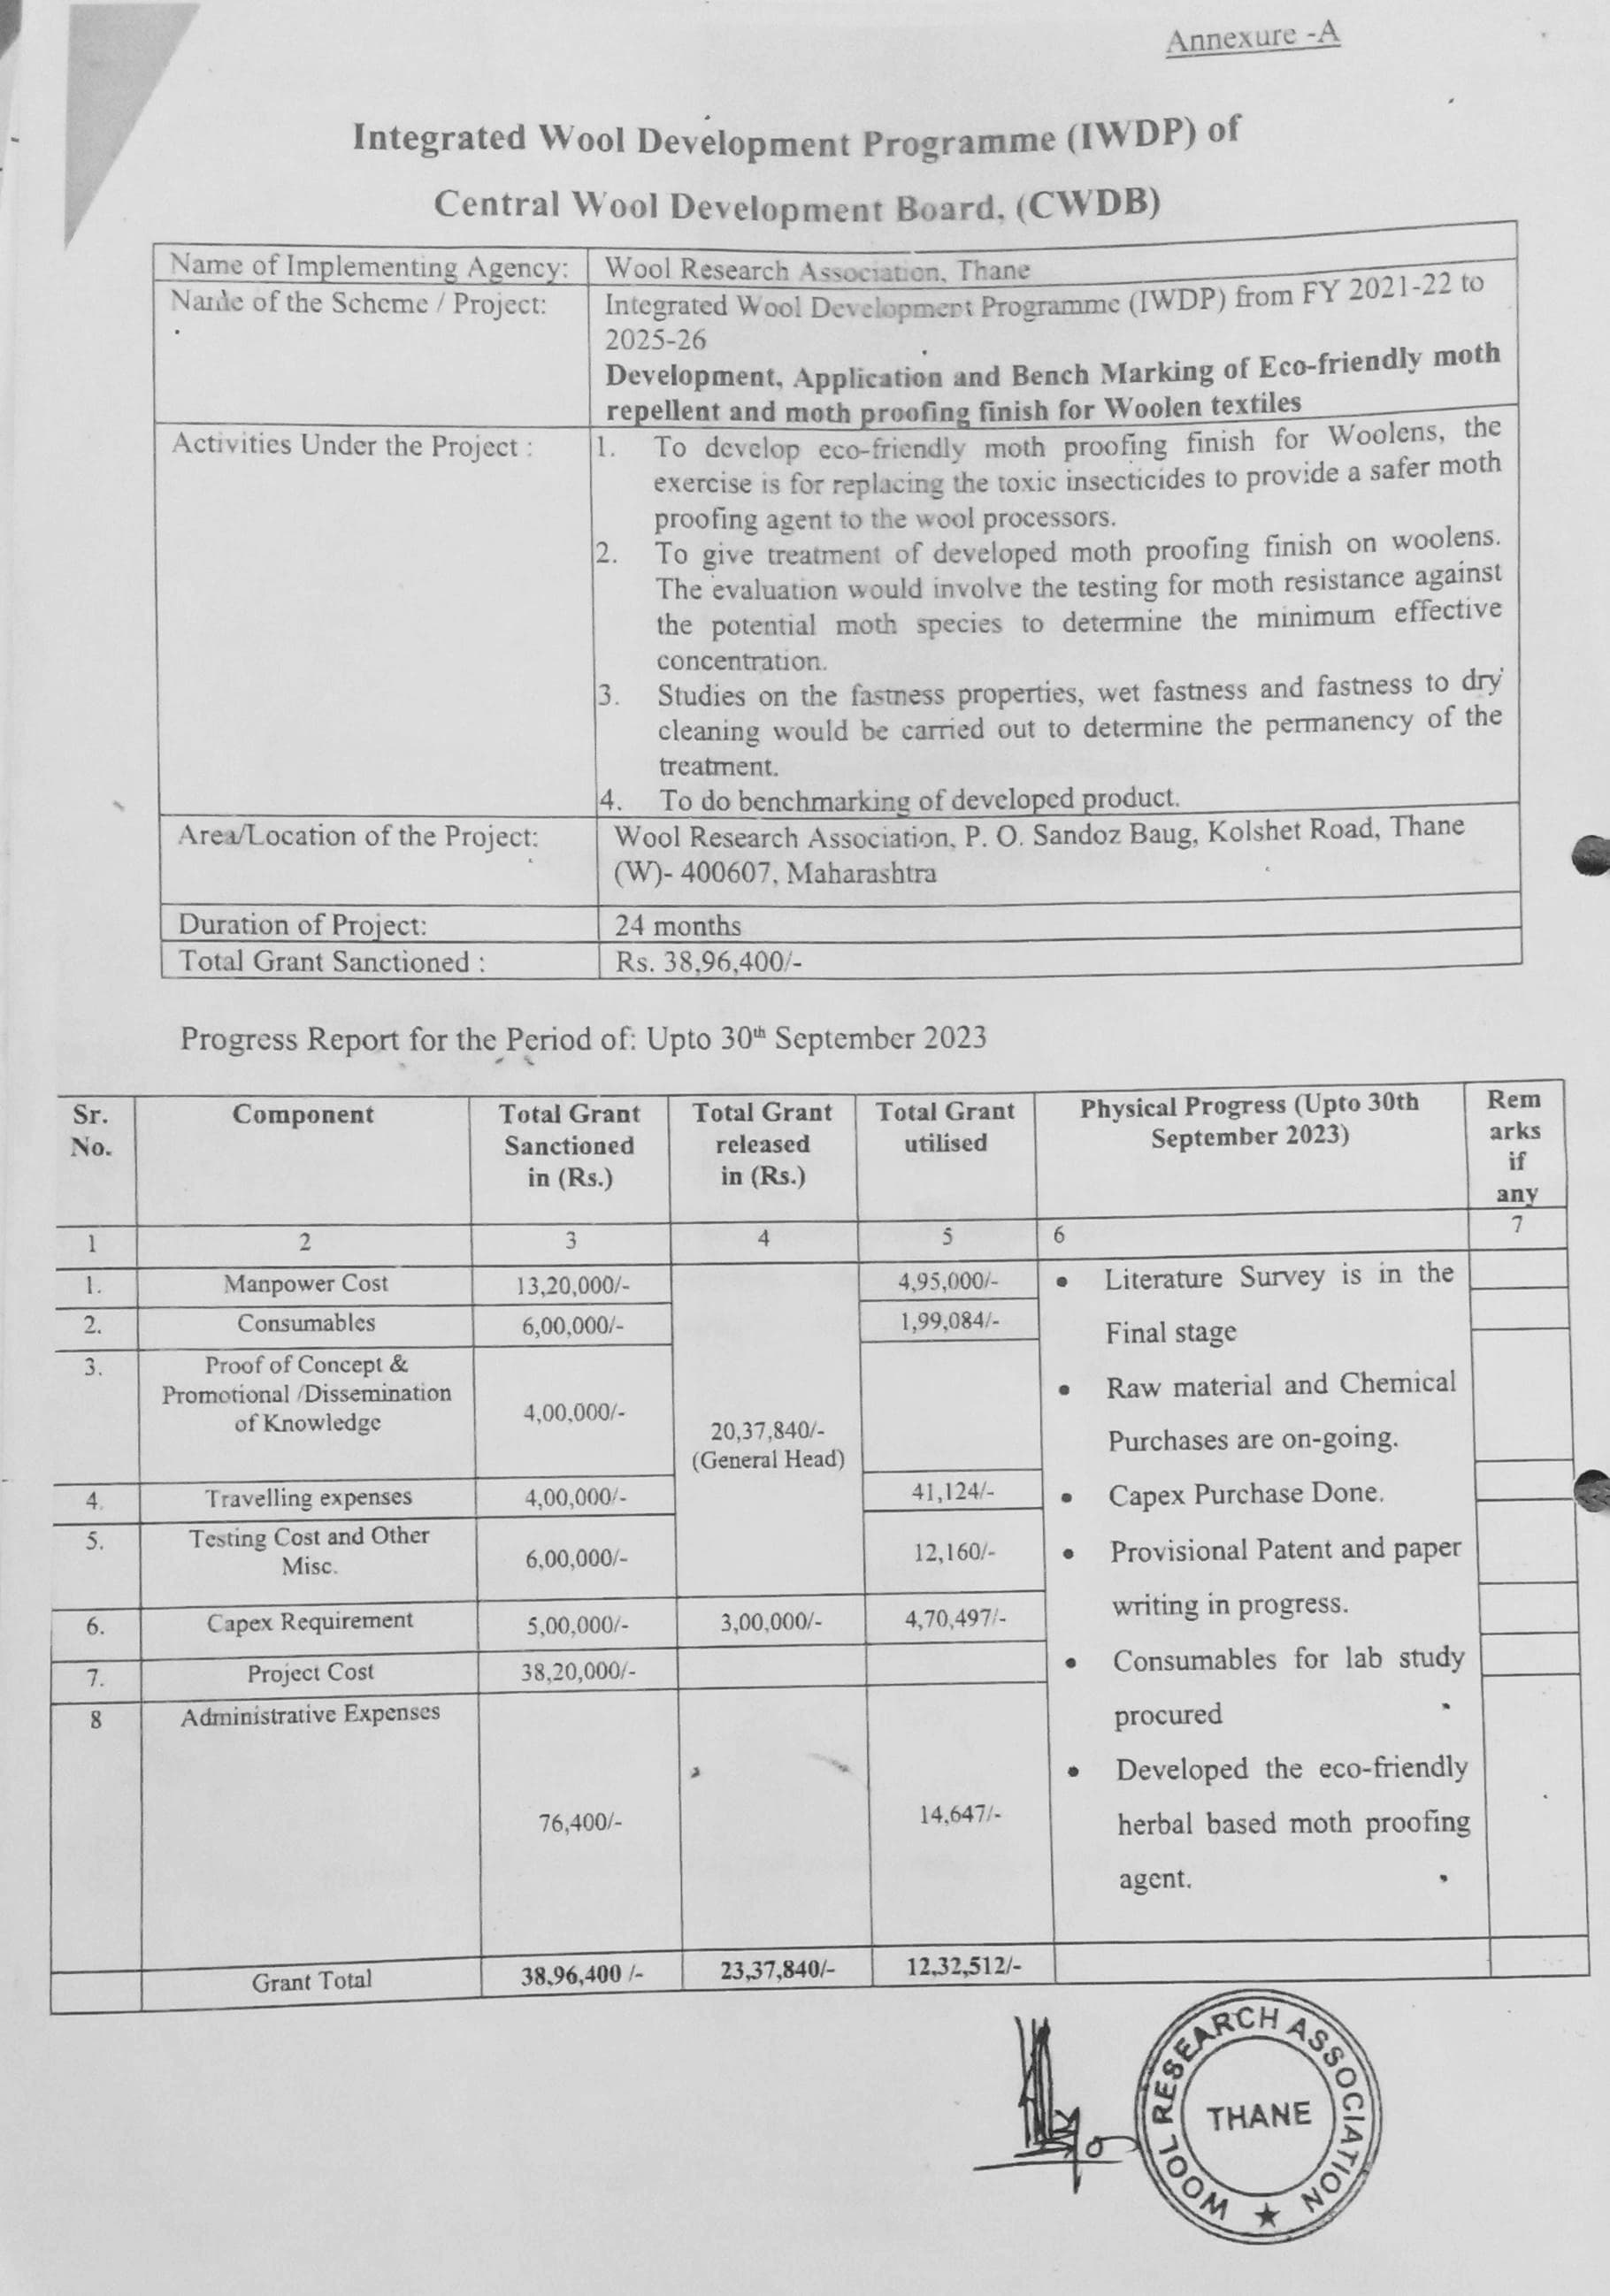 Annexure -A
Integrated Wool Development Programme (IWDP) of
Central Wool Development Board, (CWDB)
Name of Implementing Agency: Wool Research Association, Thane
Name of the Scheme / Project: Integrated Wool Development Programme (IWDP) from FY 2021-22 to
2025-26
Development, Application and Bench Marking of Eco-friendly moth
repellent and moth proofing finish for Woolen textiles
Activities Under the Project : 1. To develop eco-friendly moth proofing finish for Woolens, the
exercise is for replacing the toxic insecticides to provide a safer moth
proofing agent to the wool processors.
2. To give treatment of developed moth proofing finish on woolens.
The evaluation would involve the testing for moth resistance against
the potential moth species to determine the minimum effective
concentration.
3. Studies on the fastness properties, wet fastness and fastness to dry
cleaning would be carried out to determine the permanency of the
treatment.
4. To do benchmarking of developed product.
Area/Location of the Project: Wool Research Association, P. O. Sandoz Baug, Kolshet Road, Thane
(W)- 400607, Maharashtra
Duration of Project: 24 months
Total Grant Sanctioned : Rs. 38,96,400/-
Progress Report for the Period of: Upto 30th September 2023
Sr. No.
Component
Total Grant Sanctioned in (Rs.)
Total Grant released in (Rs.)
Total Grant utilised
Physical Progress (Upto 30th September 2023)
Rem arks if any
1 2 3 4 5 6 7
1. Manpower Cost 13,20,000/- 4,95,000/-
2. Consumables 6,00,000/- 1,99,084/-
3. Proof of Concept &
Promotional /Dissemination
of Knowledge
4,00,000/-
20,37,840/-
(General Head)
4. Travelling expenses 4,00,000/- 41,124/-
5. Testing Cost and Other
Misc.
6,00,000/- 12,160/-
6. Capex Requirement 5,00,000/- 3,00,000/- 4,70,497/-
7. Project Cost 38,20,000/-
8 Administrative Expenses
76,400/- 14,647/-
• Literature Survey is in the
Final stage
• Raw material and Chemical
Purchases are on-going.
• Capex Purchase Done.
• Provisional Patent and paper
writing in progress.
• Consumables for lab study
procured
• Developed the eco-friendly
herbal based moth proofing
agent.
Grant Total 38,96,400 /- 23,37,840/- 12,32,512/-
WOOL RESEARCH ASSOCIATION
THANE